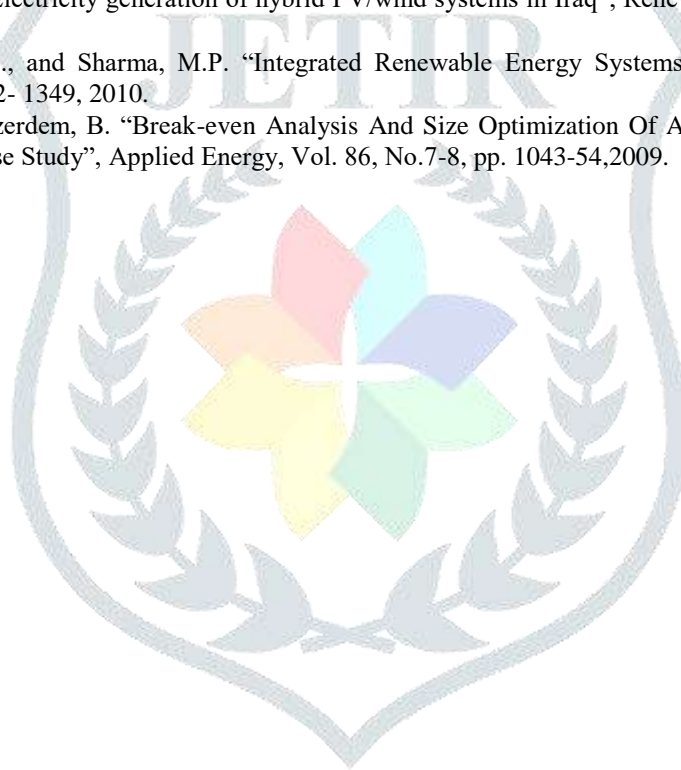 electricity generation of hybrid PV/wind systems in Iraq",
JETIR
., and Sharma, M.P. “Integrated Renewable Energy Systems
2- 1349, 2010.
zerdem, B. “Break-even Analysis And Size Optimization Of A
se Study”, Applied Energy, Vol. 86, No.7-8, pp. 1043-54,2009.